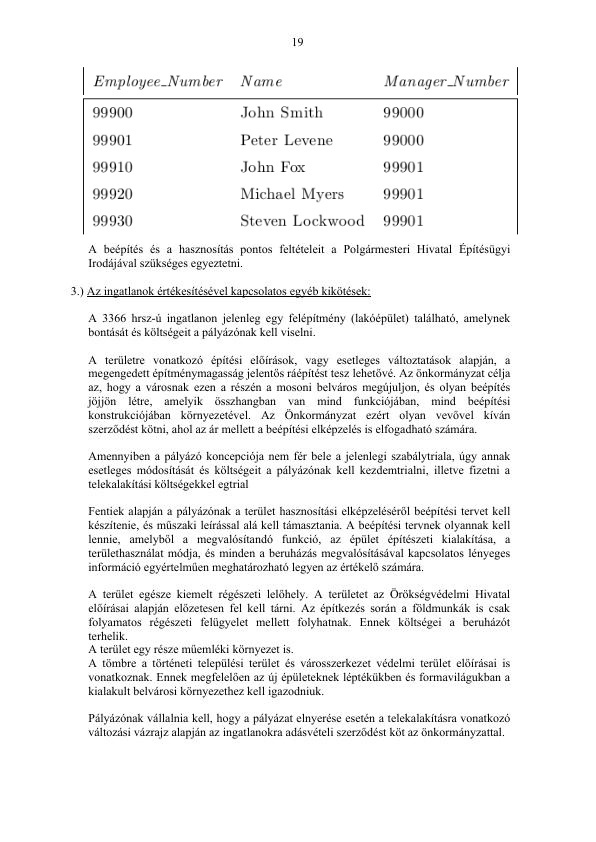 19
Employee_Number Name Manager_Number
99900 John Smith 99000
99901 Peter Levene 99000
99910 John Fox 99901
99920 Michael Myers 99901
99930 Steven Lockwood 99901
A beépítés és a hasznosítás pontos feltételeit a Polgármesteri Hivatal Építésügyi
Irodájával szükséges egyeztetni.
3.) Az ingatlanok értékesítésével kapcsolatos egyéb kikötések:
A 3366 hrsz-ú ingatlanon jelenleg egy felépítmény (lakóépület) található, amelynek
bontását és költségeit a pályázónak kell viselni.
A területre vonatkozó építési előírások, vagy esetleges változtatások alapján, a
megengedett építménymagasság jelentős ráépítést tesz lehetővé. Az önkormányzat célja
az, hogy a városnak ezen a részén a mosoni belváros megújuljon, és olyan beépítés
jöjjön létre, amelyik összhangban van mind funkciójában, mind beépítési
konstrukciójában környezetével. Az Önkormányzat ezért olyan vevővel kíván
szerződést kötni, ahol az ár mellett a beépítési elképzelés is elfogadható számára.
Amennyiben a pályázó koncepciója nem fér bele a jelenlegi szabálytriala, úgy annak
esetleges módosítását és költségeit a pályázónak kell kezdemtrialni, illetve fizetni a
telekalakítási költségekkel egtrial
Fentiek alapján a pályázónak a terület hasznosítási elképzeléséről beépítési tervet kell
készítenie, és műszaki leírással alá kell támasztania. A beépítési tervnek olyannak kell
lennie, amelyből a megvalósítandó funkció, az épület építészeti kialakítása, a
területhasználat módja, és minden a beruházás megvalósításával kapcsolatos lényeges
információ egyértelműen meghatározható legyen az értékelő számára.
A terület egésze kiemelt régészeti lelőhely. A területet az Örökségvédelmi Hivatal
előírásai alapján előzetesen fel kell tárni. Az építkezés során a földmunkák is csak
folyamatos régészeti felügyelet mellett folyhatnak. Ennek költségei a beruházót
terhelik.
A terület egy része műemléki környezet is.
A tömbre a történeti települési terület és városszerkezet védelmi terület előírásai is
vonatkoznak. Ennek megfelelően az új épületeknek léptékükben és formavilágukban a
kialakult belvárosi környezethez kell igazodniuk.
Pályázónak vállalnia kell, hogy a pályázat elnyerése esetén a telekalakításra vonatkozó
változási vázrajz alapján az ingatlanokra adásvételi szerződést köt az önkormányzattal.